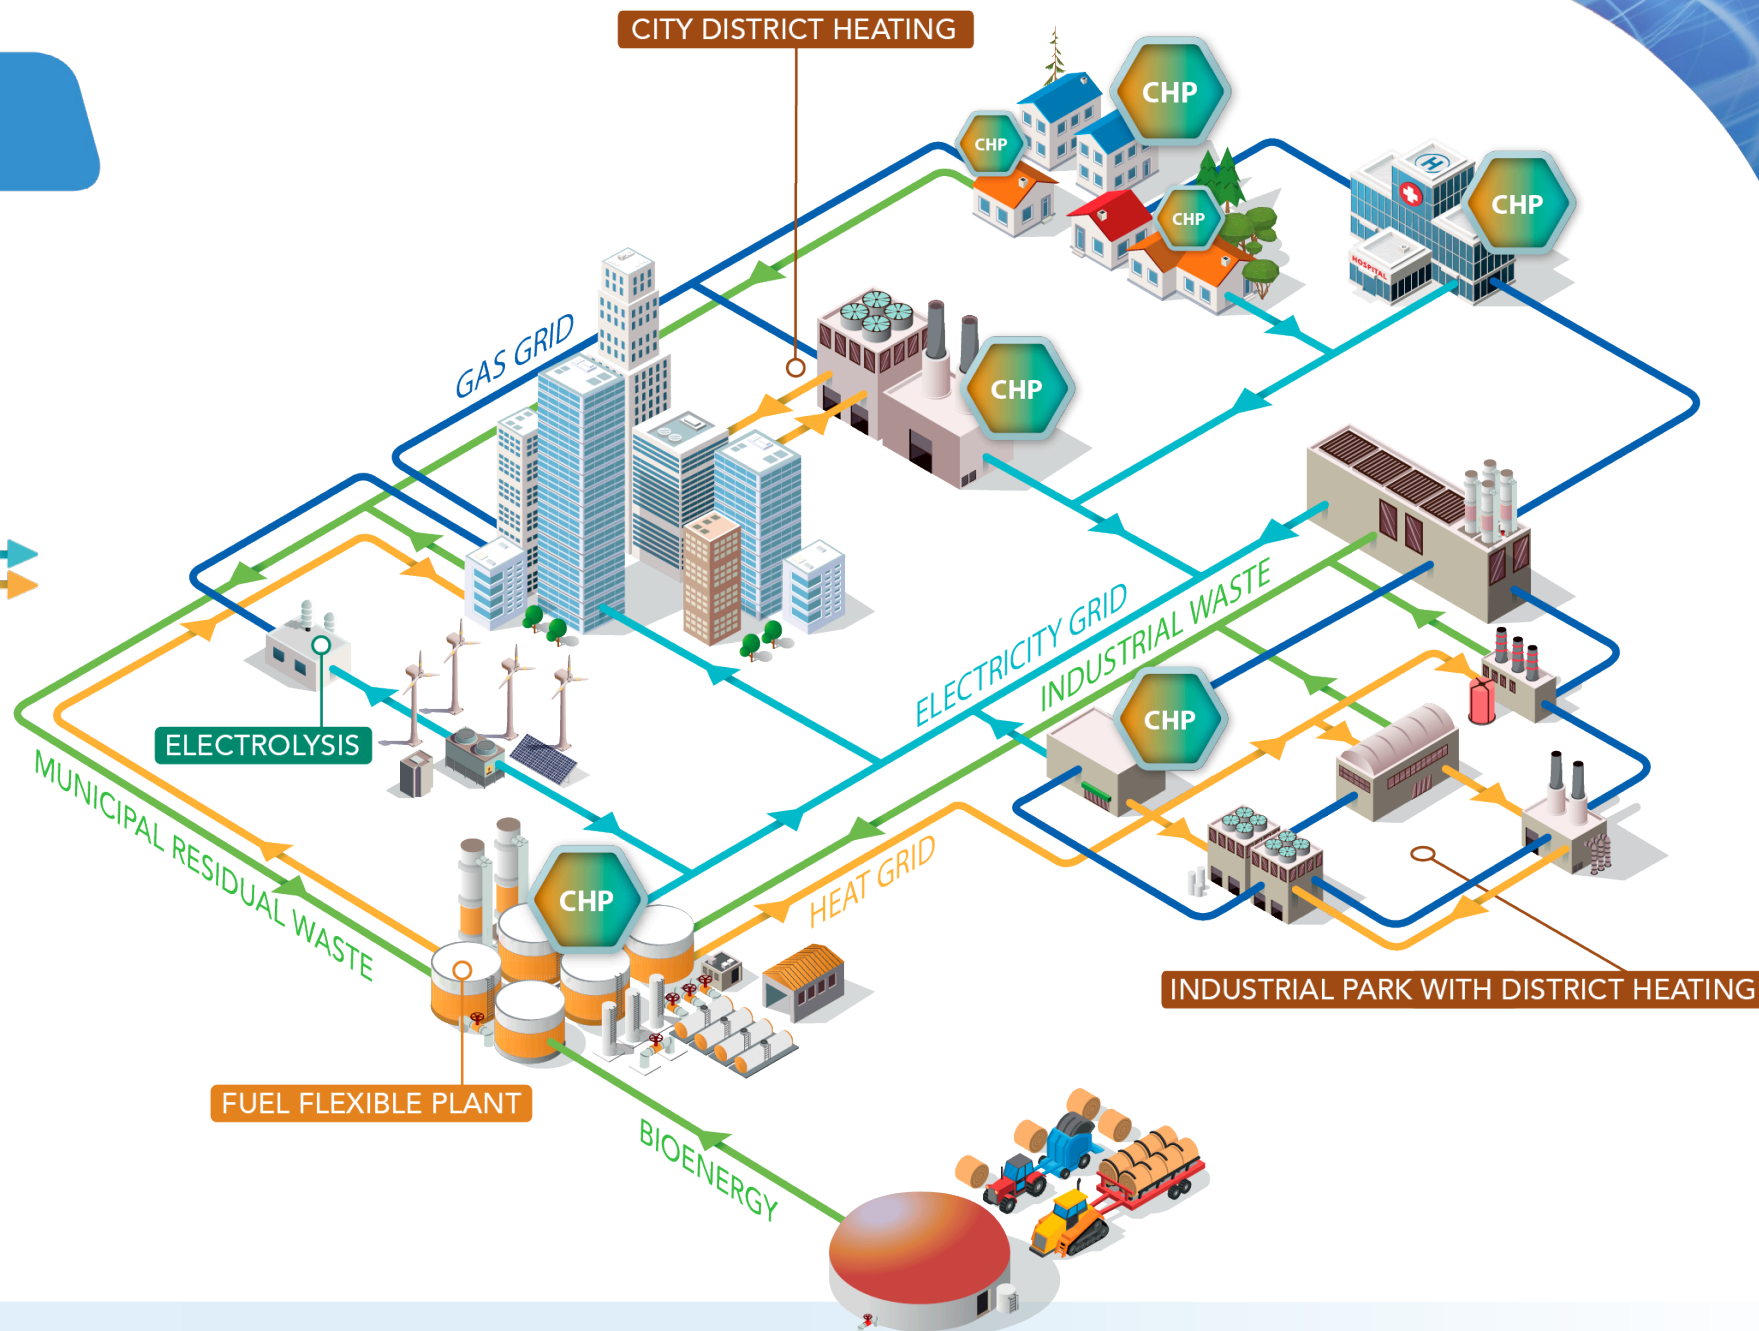 CITY DISTRICT HEATING
CHP
CHP
CHP
CHP
H
HOSPITAL
GAS GRID
CHP
ELECTRICITY GRID
INDUSTRIAL WASTE
CHP
ELECTROLYSIS
MUNICIPAL RESIDUAL WASTE
CHP
HEAT GRID
INDUSTRIAL PARK WITH DISTRICT HEATING
FUEL FLEXIBLE PLANT
BIOENERGY